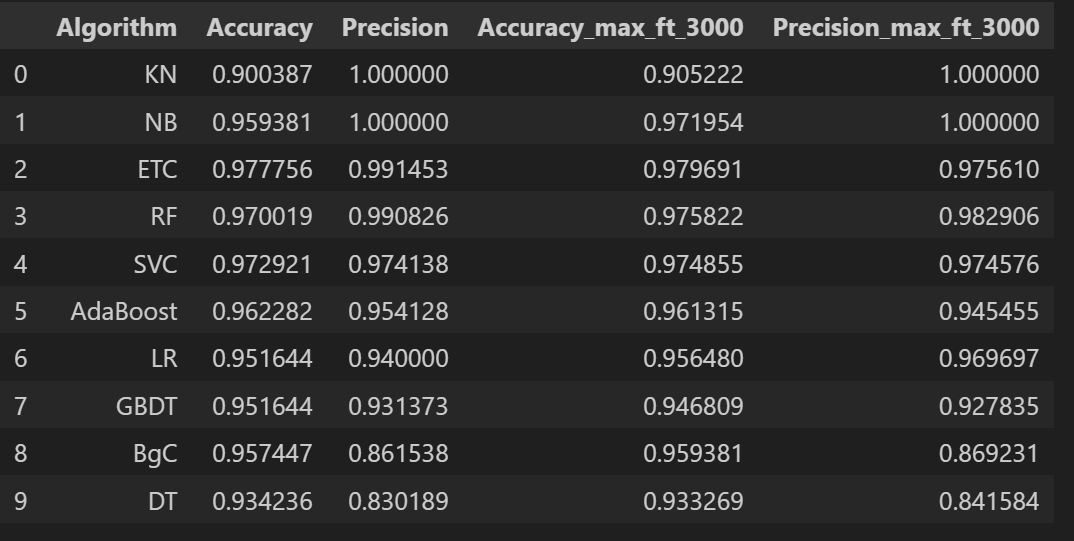 Algorithm Accuracy Precision Accuracy_max_ft_3000 Precision_max_ft_3000
0 KN 0.900387 1.000000 0.905222 1.000000
1 NB 0.959381 1.000000 0.971954 1.000000
2 ETC 0.977756 0.991453 0.979691 0.975610
3 RF 0.970019 0.990826 0.975822 0.982906
4 SVC 0.972921 0.974138 0.974855 0.974576
5 AdaBoost 0.962282 0.954128 0.961315 0.945455
6 LR 0.951644 0.940000 0.956480 0.969697
7 GBDT 0.951644 0.931373 0.946809 0.927835
8 BgC 0.957447 0.861538 0.959381 0.869231
9 DT 0.934236 0.830189 0.933269 0.841584